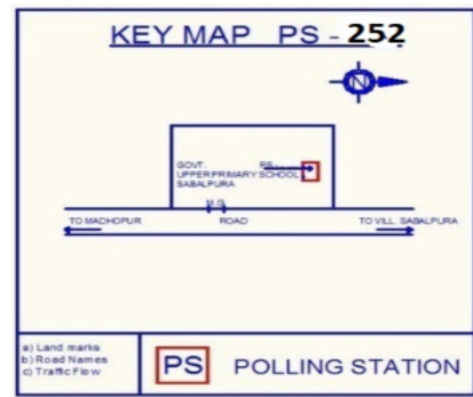 KEY MAP PS - 252
N
GOVT. PS
UPPER PRIMARY SCHOOL
SABALPURA
M.G
TO MADHOPUR ROAD TO VILL. SABALPURA
a) Land marks
b) Road Names
c) Traffic Flow
PS POLLING STATION